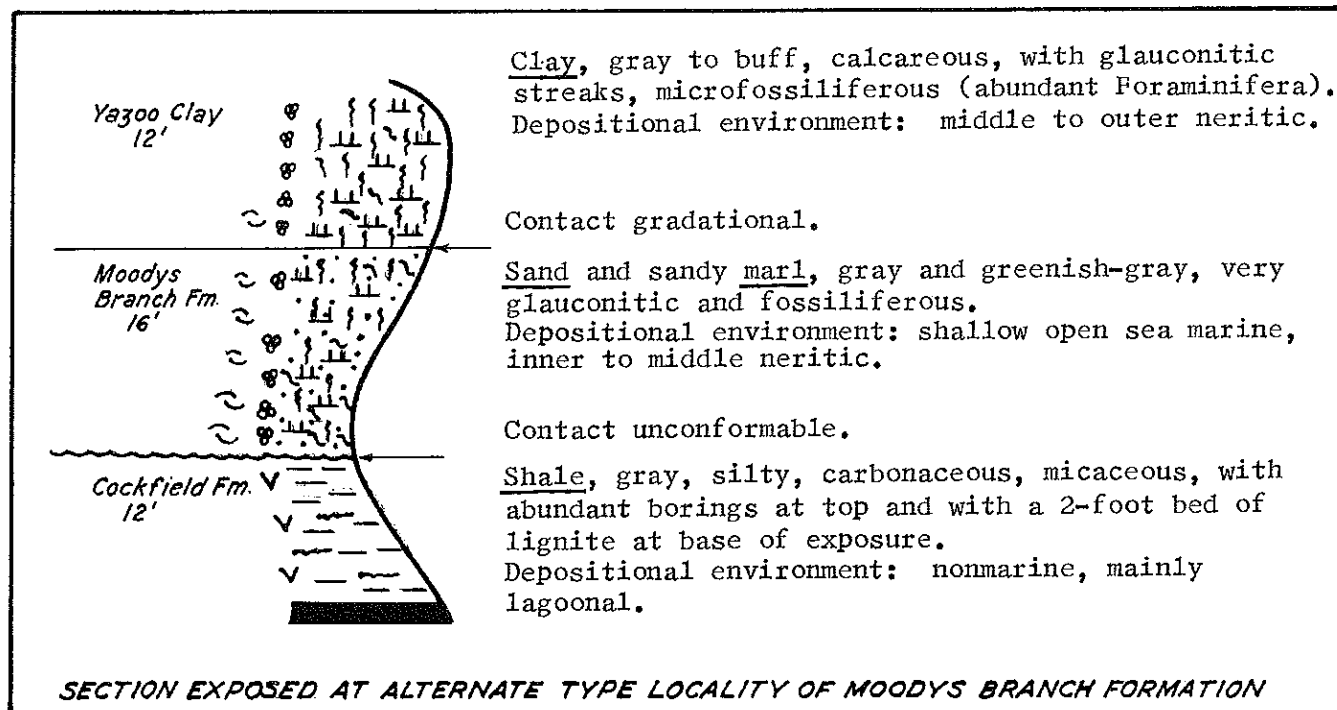 Yazoo Clay
12'
Clay, gray to buff, calcareous, with glauconitic
streaks, microfossiliferous (abundant Foraminifera).
Depositional environment: middle to outer neritic.
Contact gradational.
Moodys
Branch Fm.
16'
Sand and sandy marl, gray and greenish-gray, very
glauconitic and fossiliferous.
Depositional environment: shallow open sea marine,
inner to middle neritic.
Contact unconformable.
Cockfield Fm.
12'
Shale, gray, silty, carbonaceous, micaceous, with
abundant borings at top and with a 2-foot bed of
lignite at base of exposure.
Depositional environment: nonmarine, mainly
lagoonal.
SECTION EXPOSED AT ALTERNATE TYPE LOCALITY OF MOODYS BRANCH FORMATION